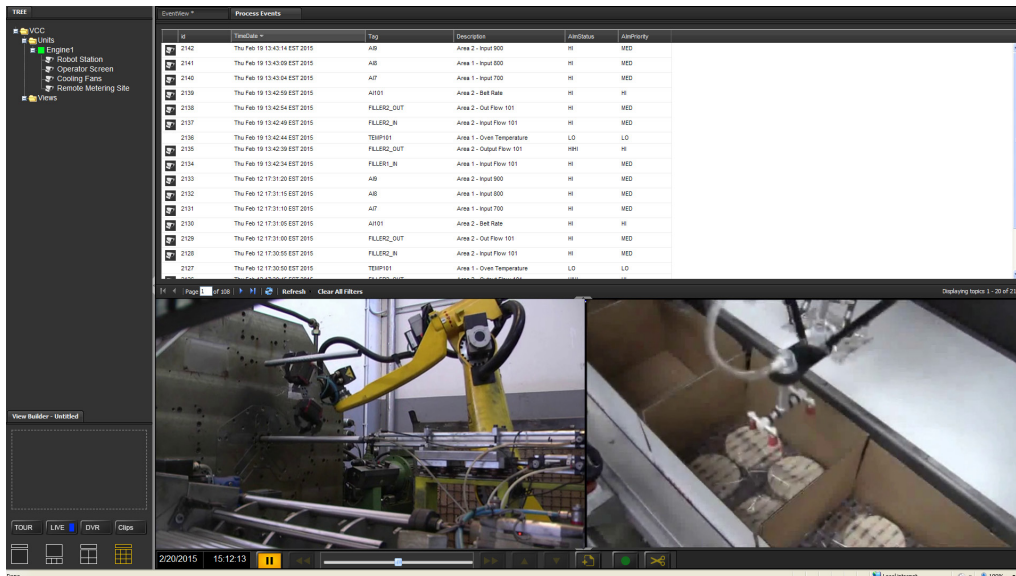 TREE
VCC
Units
Engine1
Robot Station
Operator Screen
Cooling Fans
Remote Metering Site
Views
EventView * Process Events
id TimeDate AlmStatus AlmPriority Tag Description
2142 Thu Feb 19 13:43:14 EST 2015 AI9 Area 2 - Input 900 HI MED
2141 Thu Feb 19 13:43:09 EST 2015 AI8 Area 1 - Input 800 HI MED
2140 Thu Feb 19 13:43:04 EST 2015 AI7 Area 1 - Input 700 HI MED
2139 Thu Feb 19 13:42:59 EST 2015 AI101 Area 2 - Belt Rate HI HI
2138 Thu Feb 19 13:42:54 EST 2015 FILLER2_OUT Area 2 - Out Flow 101 HI MED
2137 Thu Feb 19 13:42:49 EST 2015 FILLER2_IN Area 2 - Input Flow 101 HI MED
2136 Thu Feb 19 13:42:44 EST 2015 TEMP101 Area 1 - Oven Temperature LO LO
2135 Thu Feb 19 13:42:39 EST 2015 FILLER2_OUT Area 2 - Output Flow 101 HIHI HI
2134 Thu Feb 19 13:42:34 EST 2015 FILLER1_IN Area 1 - Input Flow 101 HI MED
2133 Thu Feb 12 17:31:20 EST 2015 AI9 Area 2 - Input 900 HI MED
2132 Thu Feb 12 17:31:15 EST 2015 AI8 Area 1 - Input 800 HI MED
2131 Thu Feb 12 17:31:10 EST 2015 AI7 Area 1 - Input 700 HI MED
2130 Thu Feb 12 17:31:05 EST 2015 AI101 Area 2 - Belt Rate HI HI
2129 Thu Feb 12 17:31:00 EST 2015 FILLER2_OUT Area 2 - Out Flow 101 HI MED
2128 Thu Feb 12 17:30:55 EST 2015 FILLER2_IN Area 2 - Input Flow 101 HI MED
2127 Thu Feb 12 17:30:50 EST 2015 TEMP101 Area 1 - Oven Temperature LO LO
Page 1 of 108 Refresh Clear All Filters Displaying topics 1 - 20 of 21
View Builder - Untitled
TOUR LIVE DVR Clips
2/20/2015 15:12:13